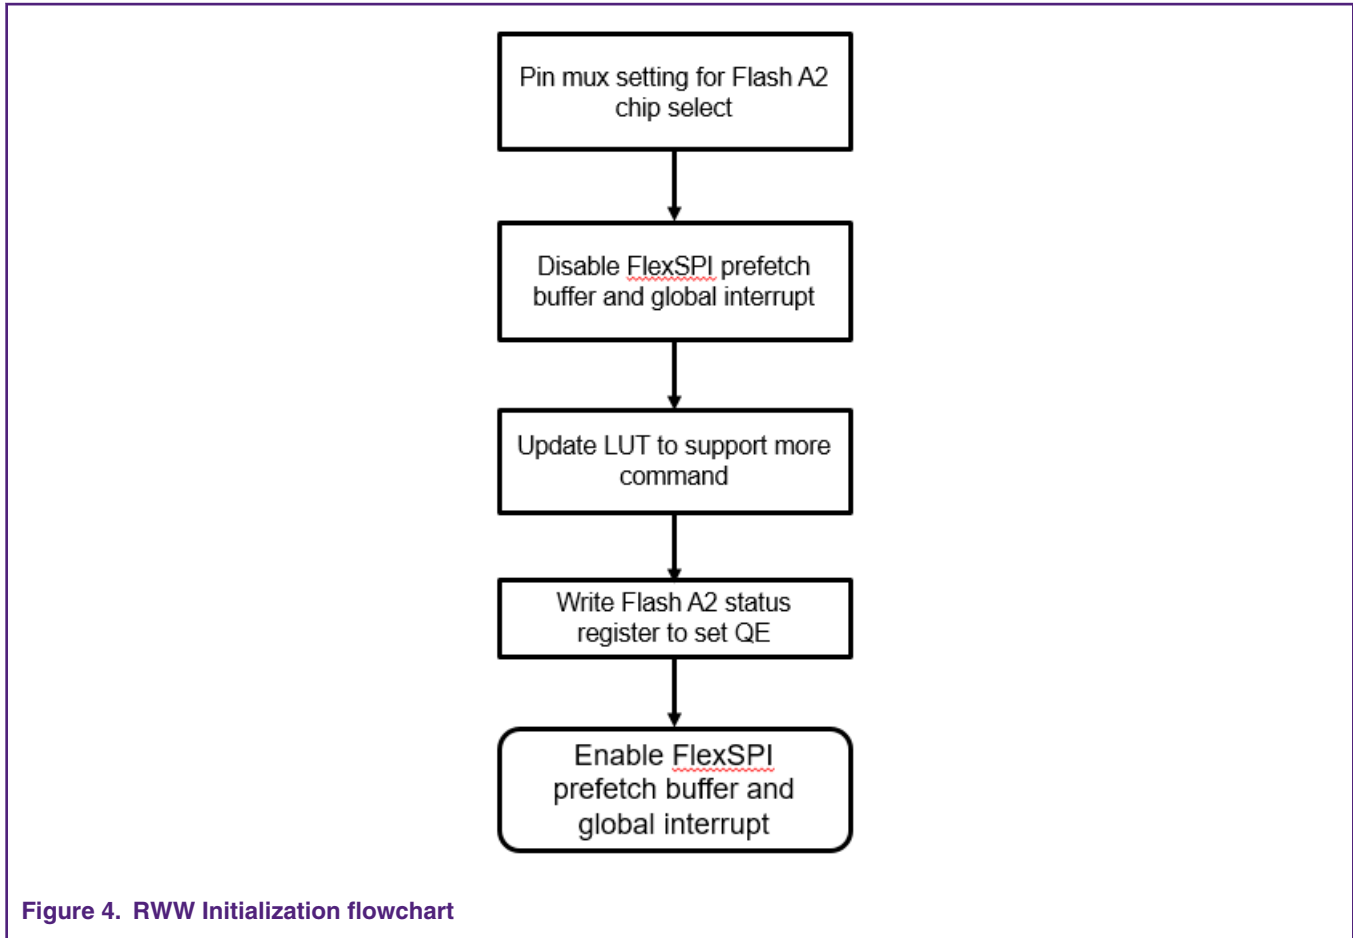 Pin mux setting for Flash A2
chip select
Disable FlexSPI prefetch
buffer and global interrupt
Update LUT to support more
command
Write Flash A2 status
register to set QE
Enable FlexSPI
prefetch buffer and
global interrupt
Figure 4. RWW Initialization flowchart